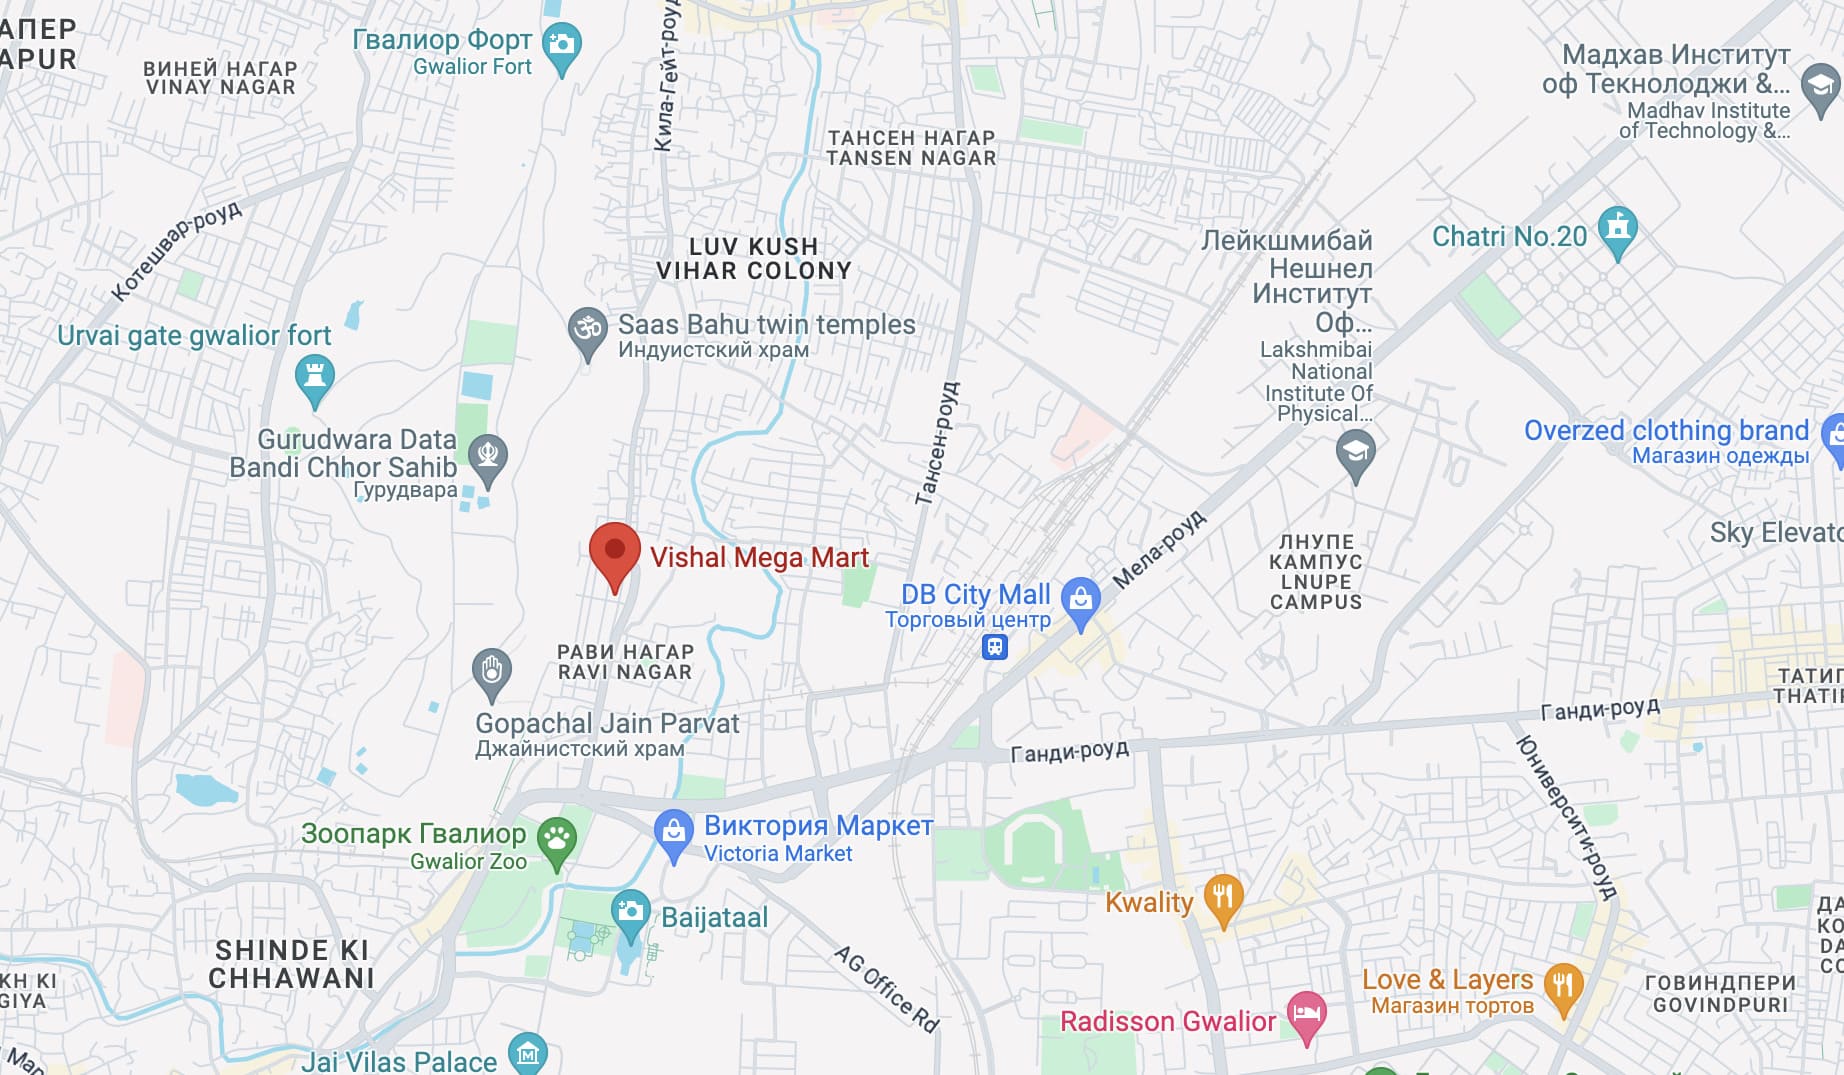 АПЕР
APUR
ВИНЕЙ НАГАР
VINAY NAGAR
Гвалиор Форт
Gwalior Fort
Кила-Гейт-роуд
ТАНСЕН НАГАР
TANSEN NAGAR
Мадхав Институт
оф Текнолоджи &...
Madhav Institute
of Technology &...
Котешвар-роуд
LUV KUSH
VIHAR COLONY
Лейкшмибай
Нешнел
Институт
Оф...
Lakshmibai
National
Institute Of
Physical...
Chatri No.20
Urvai gate gwalior fort
Saas Bahu twin temples
Индуистский храм
Тансен-роуд
Gurudwara Data
Bandi Chhor Sahib
Гурудвара
Overzed clothing brand
Магазин одежды
Vishal Mega Mart
Мела-роуд
ЛНУПЕ
КАМПУС
LNUPE
CAMPUS
Sky Elevato
DB City Mall
Торговый центр
РАВИ НАГАР
RAVI NAGAR
ТАТИП
THATIP
Gopachal Jain Parvat
Джайнистский храм
Ганди-роуд
Ганди-роуд
Юниверсити-роуд
Зоопарк Гвалиор
Gwalior Zoo
Виктория Маркет
Victoria Market
Kwality
Baijataal
ДА
КО
DA
CO
SHINDE KI
CHHAWANI
AG Office Rd
KH KI
GIYA
Love & Layers
Магазин тортов
ГОВИНДПЕРИ
GOVINDPURI
Radisson Gwalior
Jai Vilas Palace
Мар